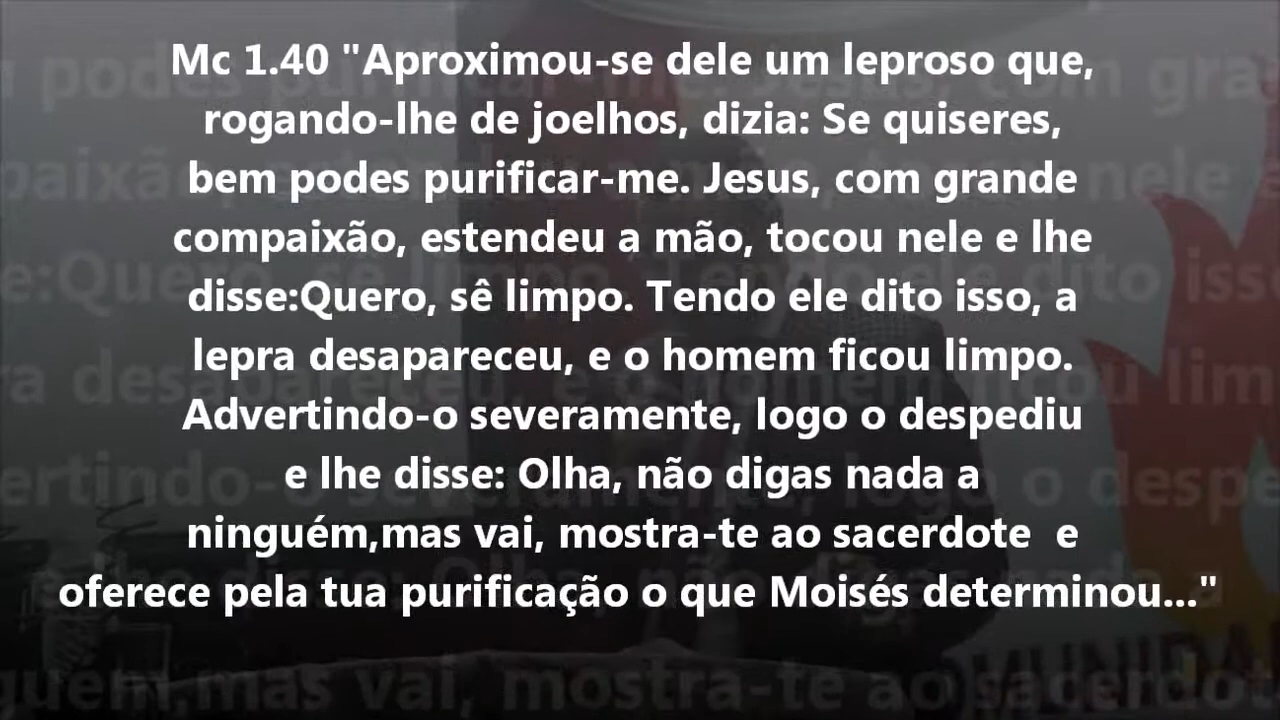 Mc 1.40 "Aproximou-se dele um leproso que,
rogando-lhe de joelhos, dizia: Se quiseres,
bem podes purificar-me. Jesus, com grande
compaixão, estendeu a mão, tocou nele e lhe
disse:Quero, sê limpo. Tendo ele dito isso, a
lepra desapareceu, e o homem ficou limpo.
Advertindo-o severamente, logo o despediu
e lhe disse: Olha, não digas nada a
ninguém,mas vai, mostra-te ao sacerdote  e
oferece pela tua purificação o que Moisés determinou..."